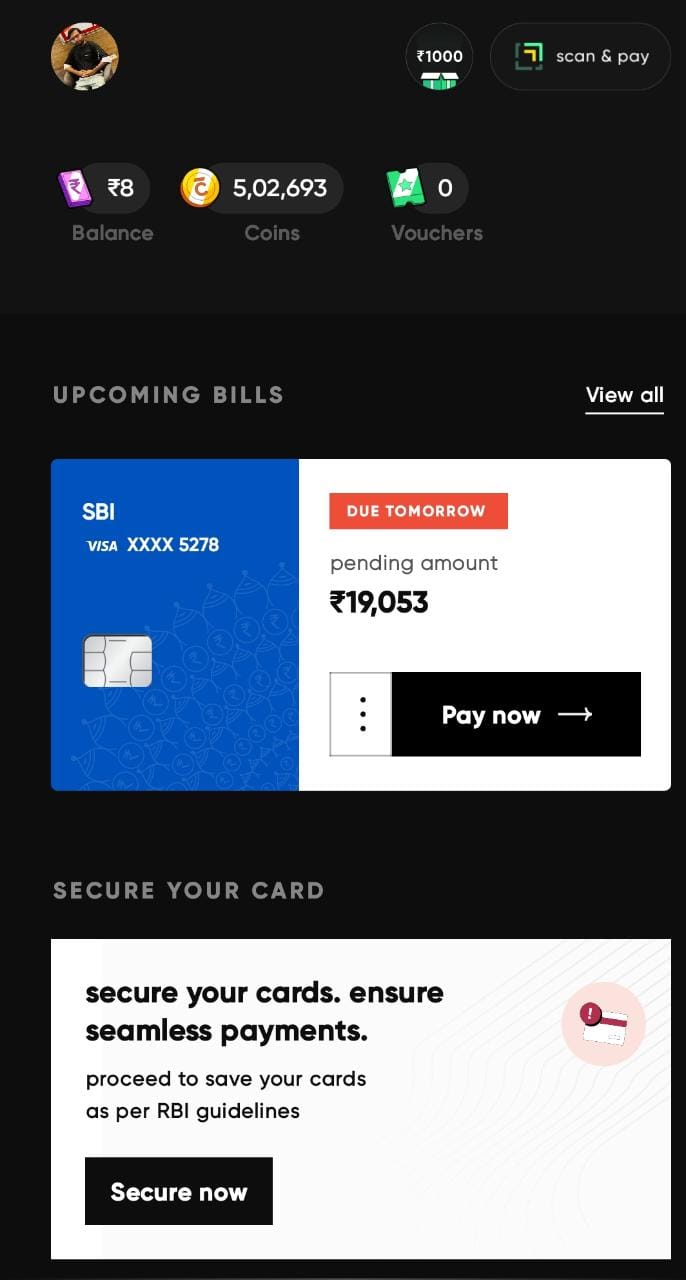 ₹1000
scan & pay
₹8
5,02,693
0
Balance
Coins
Vouchers
UPCOMING BILLS
View all
SBI
VISA XXXX 5278
DUE TOMORROW
pending amount
₹19,053
Pay now
SECURE YOUR CARD
secure your cards. ensure
seamless payments.
proceed to save your cards
as per RBI guidelines
Secure now